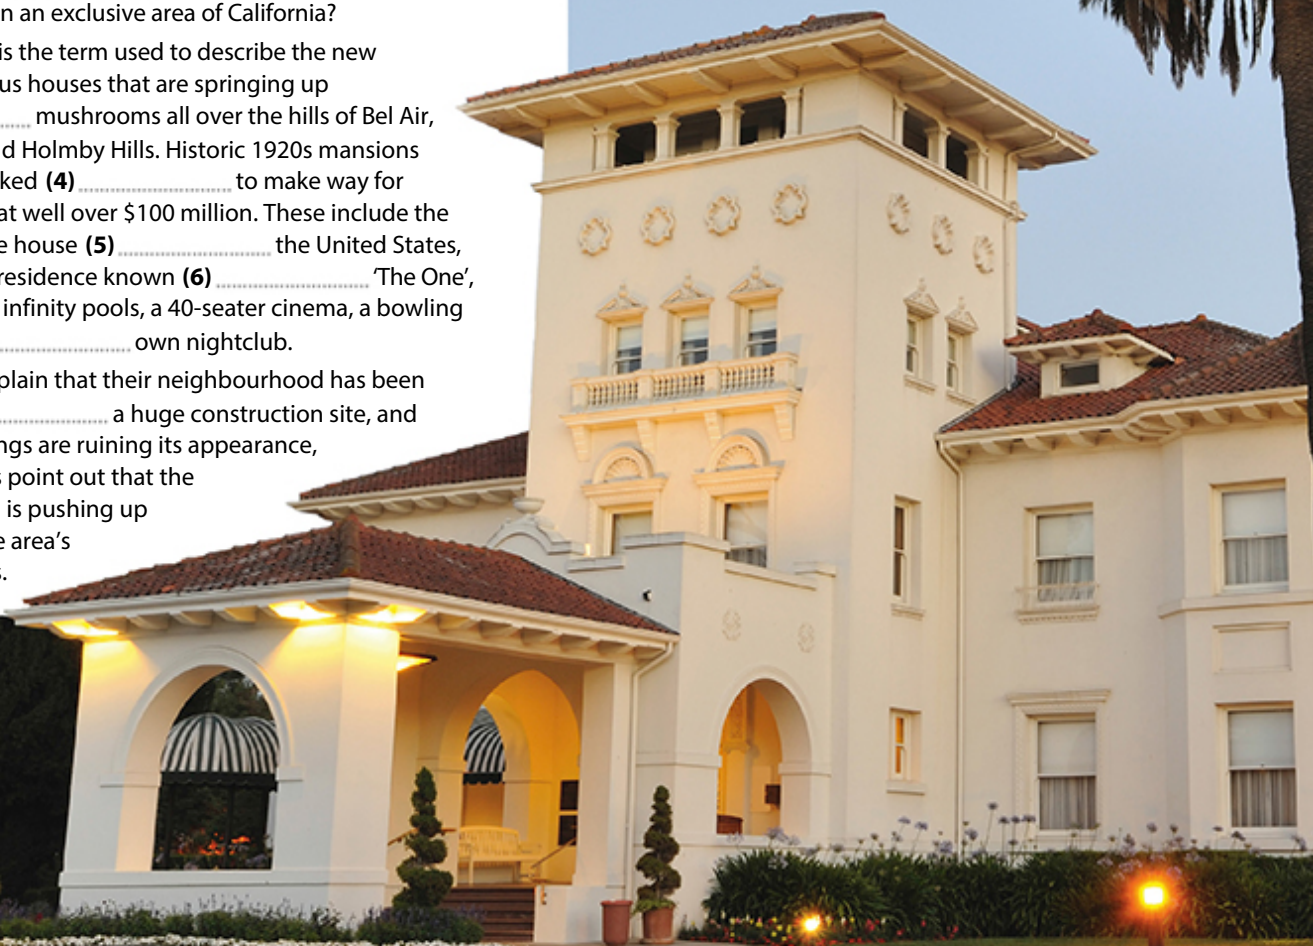 n an exclusive area of California?
is the term used to describe the new
us houses that are springing up
........ mushrooms all over the hills of Bel Air,
d Holmby Hills. Historic 1920s mansions
ked (4) ........................................ to make way for
at well over $100 million. These include the
e house (5) ........................................ the United States,
residence known (6) ........................................ ‘The One’,
infinity pools, a 40-seater cinema, a bowling
........................................ own nightclub.
plain that their neighbourhood has been
............................ a huge construction site, and
ngs are ruining its appearance,
s point out that the
is pushing up
e area’s
s.